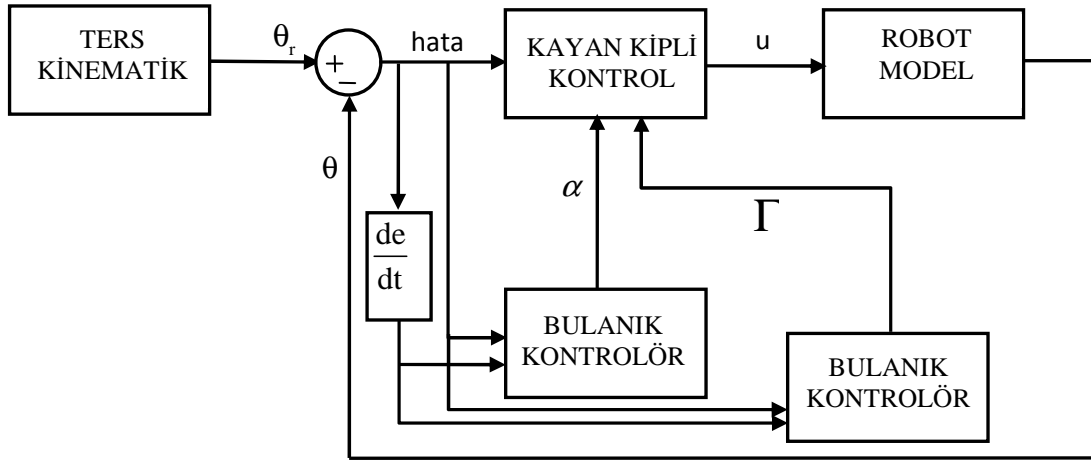 TERS
KİNEMATİK
θr
+
−
hata
KAYAN KİPLİ
KONTROL
u
ROBOT
MODEL
θ
α
Γ
de
dt
BULANIK
KONTROLÖR
BULANIK
KONTROLÖR